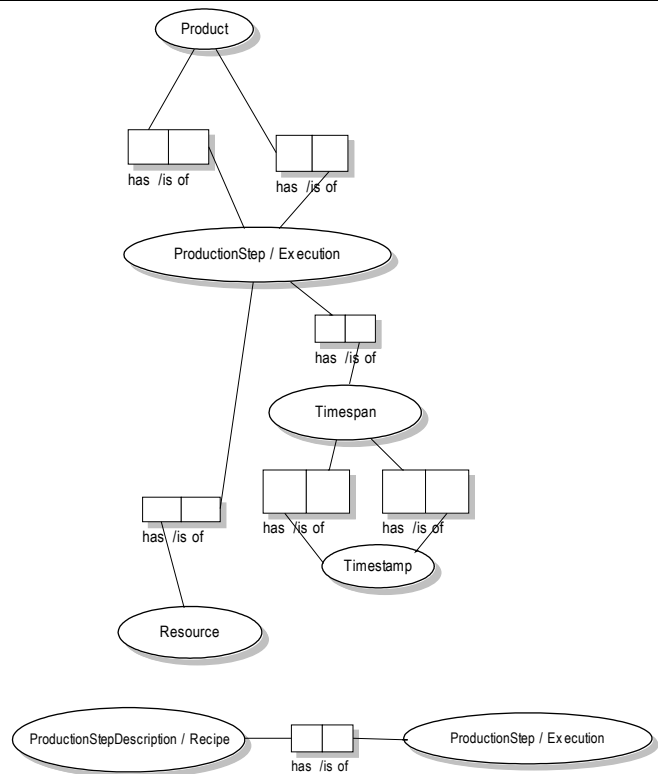 Product
has /is of
has /is of
ProductionStep / Execution
has /is of
Timespan
has /is of
has /is of
has /is of
Timestamp
Resource
ProductionStepDescription / Recipe
ProductionStep / Execution
has /is of